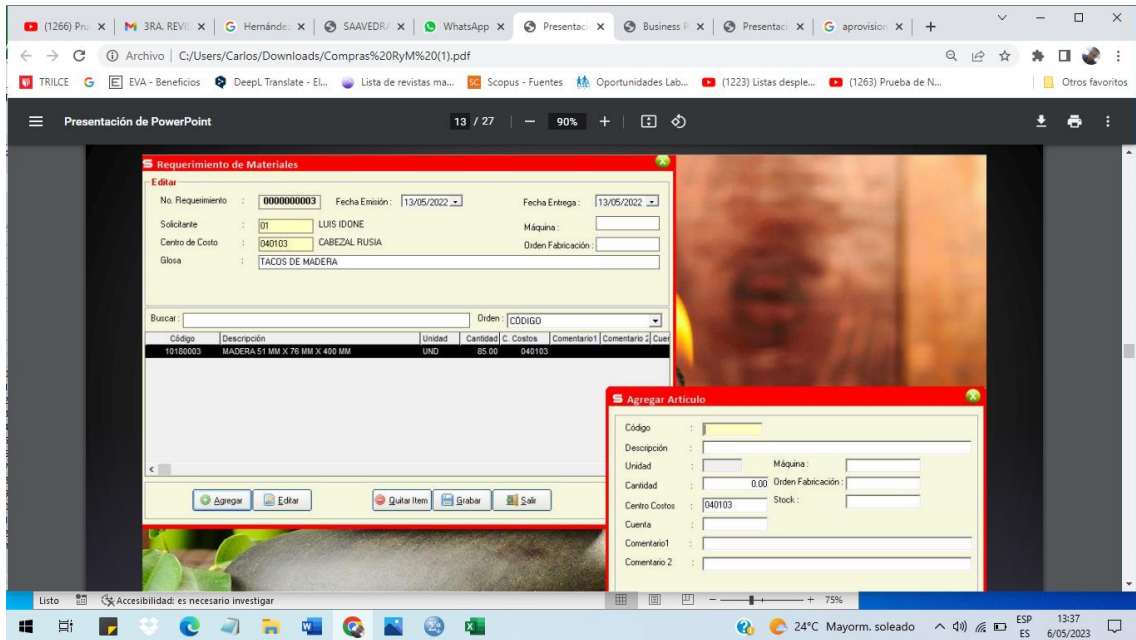 (1266) Pru
3RA. REVI
Hernánde
SAAVEDRA
WhatsApp
Presentac
Business P
Presentaci
aprovision
Archivo | C:/Users/Carlos/Downloads/Compras%20RyM%20(1).pdf
TRILCE
EVA - Beneficios
DeepL Translate - El...
Lista de revistas ma...
Scopus - Fuentes
Oportunidades Lab...
(1223) Listas desple...
(1263) Prueba de N...
Otros favoritos
Presentación de PowerPoint
13 / 27 | — 90% +
Requerimiento de Materiales
Editar
No. Requerimiento : 0000000003 Fecha Emisión : 13/05/2022 Fecha Entrega : 13/05/2022
Solicitante : 01 LUIS IDONE Máquina :
Centro de Costo : 040103 CABEZAL RUSIA Orden Fabricación :
Glosa : TACOS DE MADERA
Buscar : Orden : CÓDIGO
Código Descripción Unidad Cantidad C. Costos Comentario1 Comentario 2 Cuen
10180003 MADERA 51 MM X 76 MM X 400 MM UND 85.00 040103
Agregar Editar Quitar Item Grabar Salir
Agregar Artículo
Código :
Descripción :
Unidad : Máquina :
Cantidad : 0.00 Orden Fabricación :
Centro Costos : 040103 Stock :
Cuenta :
Comentario1 :
Comentario 2 :
Listo Accesibilidad: es necesario investigar 75%
24°C Mayorm. soleado
ESP
ES
13:37
6/05/2023